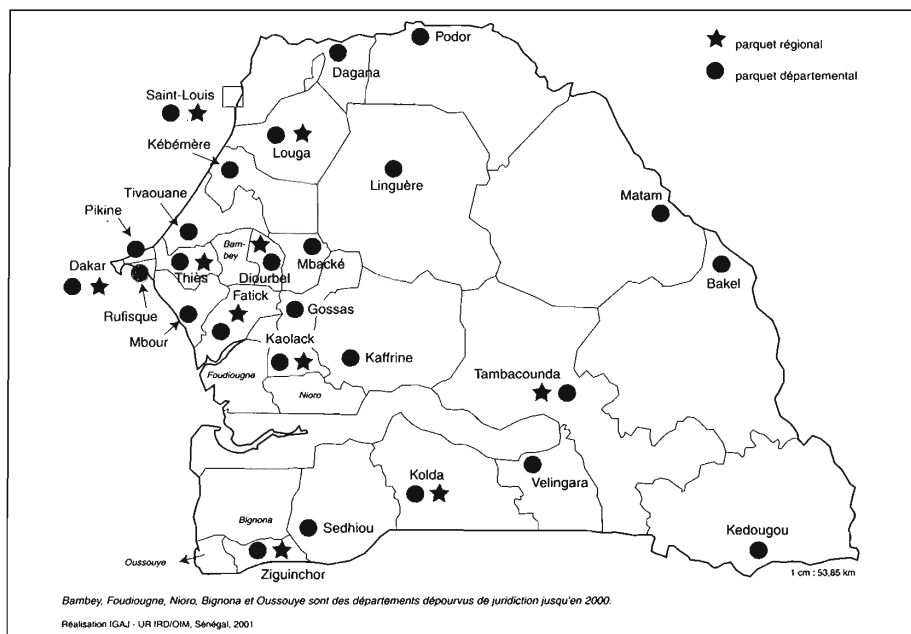 Podor
parquet régional
Dagana
parquet départemental
Saint-Louis
Kébémère
Louga
Linguère
Tivaouane
Matam
Pikine
Bam-
bey
Mbacké
Dakar
Thiès
Diourbel
Bakel
Fatick
Rufisque
Gossas
Mbour
Kaolack
Kaffrine
Foudiougne
Tambacounda
Nioro
Kolda
Velingara
Bignona
Sedhiou
Kedougou
Oussouye
Ziguinchor
1 cm : 53,85 km
Bambey, Foudiougne, Nioro, Bignona et Oussouye sont des départements dépourvus de juridiction jusqu'en 2000.
Réalisation IGAJ - UR IRD/OIM, Sénégal, 2001